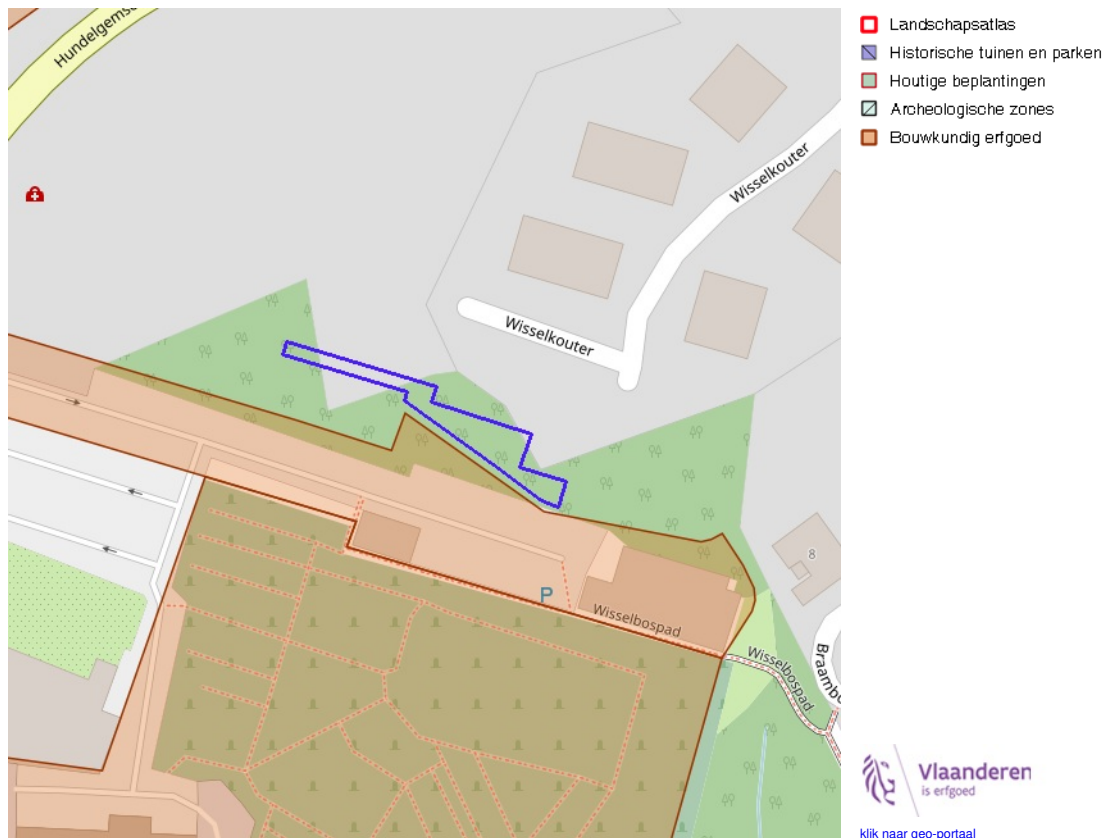 Hundelgems
Wisselkouter
Wisselkouter
8
P
Wisselbospad
Wisselbospad
Braambo
Landschapsatlas
Historische tuinen en parken
Houtige beplantingen
Archeologische zones
Bouwkundig erfgoed
Vlaanderen
is erfgoed
klik naar geo-portaal